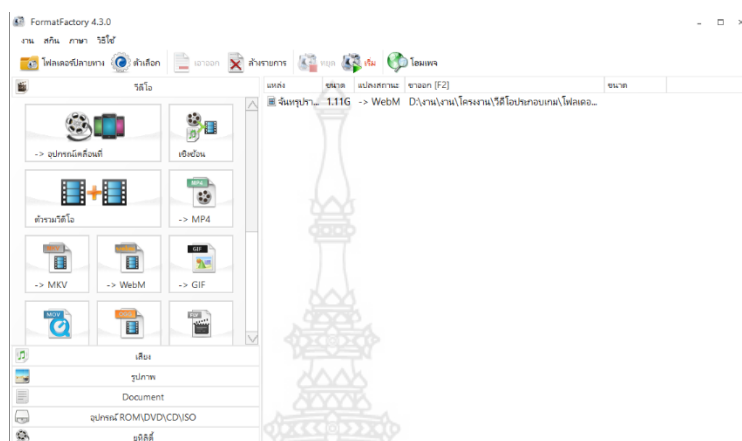 FormatFactory 4.3.0
งาน สกิน ภาษา วิธีใช้
โฟลเดอร์ปลายทาง ตัวเลือก เอาออก ล้างรายการ หยุด เริ่ม โฮมเพจ
วิดีโอ
-> อุปกรณ์เคลื่อนที่
เชิงซ้อน
ตัวรวมวิดีโอ
MP4
-> MP4
-> MKV
-> WebM
GIF
-> GIF
MOV
เสียง
รูปภาพ
Document
อุปกรณ์ ROM\DVD\CD\ISO
ยูทิลิตี้
แหล่ง ขนาด แปลงสถานะ ขาออก [F2] ขนาด
จันทรุปรา... 1.11G -> WebM D:\งาน\งาน\โครงงาน\วีดีโอประกอบเกม\โฟลเดอ...